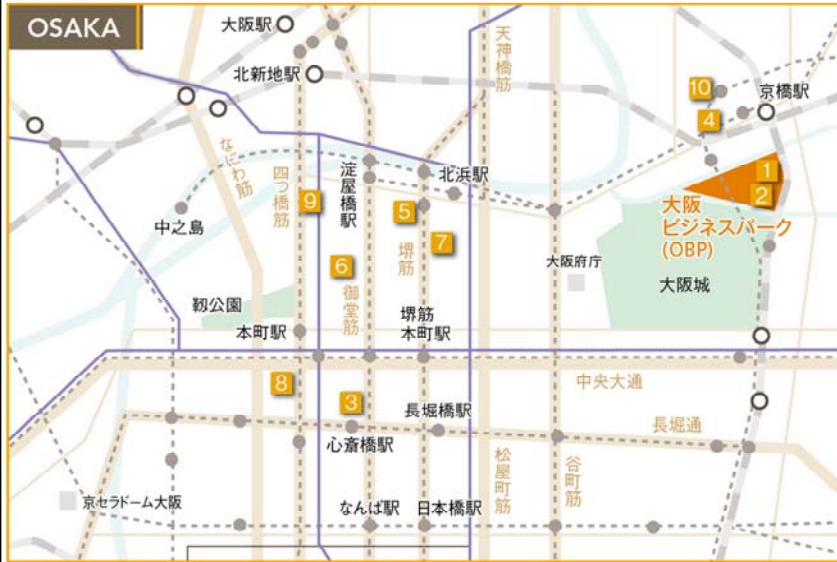 OSAKA
大阪駅
北新地駅
天神橋筋
10
京橋駅
4
なにわ筋
四つ橋筋
淀屋橋駅
北浜駅
1
2
9
5
中之島
堺筋
7
大阪
ビジネスパーク
(OBP)
6
御堂筋
大阪府庁
大阪城
靭公園
本町駅
堺筋
本町駅
8
中央大通
3
長堀橋駅
長堀通
心斎橋駅
松屋町筋
谷町筋
京セラドーム大阪
なんば駅
日本橋駅